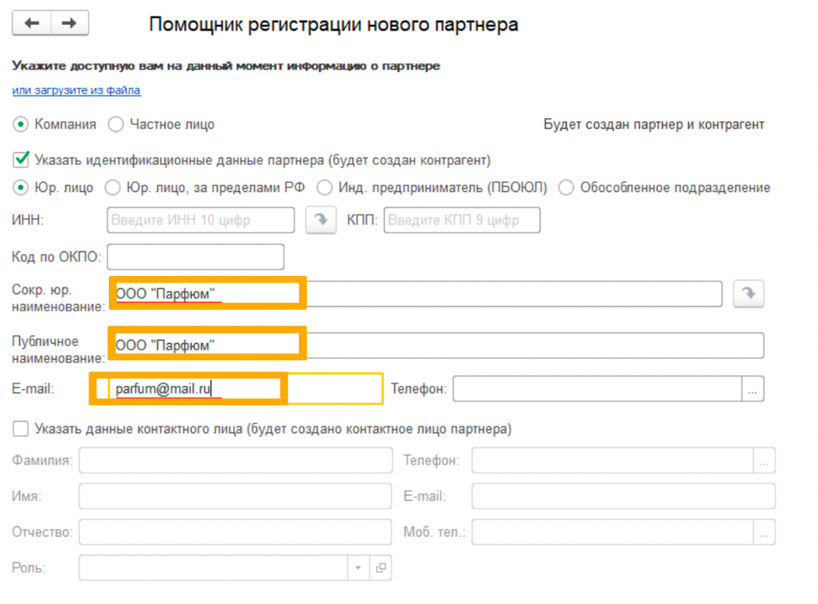 Помощник регистрации нового партнера
Укажите доступную вам на данный момент информацию о партнере
или загрузите из файла
Компания Частное лицо Будет создан партнер и контрагент
Указать идентификационные данные партнера (будет создан контрагент)
Юр. лицо Юр. лицо, за пределами РФ Инд. предприниматель (ПБОЮЛ) Обособленное подразделение
ИНН: Введите ИНН 10 цифр КПП: Введите КПП 9 цифр
Код по ОКПО:
Сокр. юр.
наименование: ООО "Парфюм"
Публичное
наименование: ООО "Парфюм"
E-mail: parfum@mail.ru Телефон: ...
Указать данные контактного лица (будет создано контактное лицо партнера)
Фамилия: Телефон: ...
Имя: E-mail:
Отчество: Моб. тел.: ...
Роль: